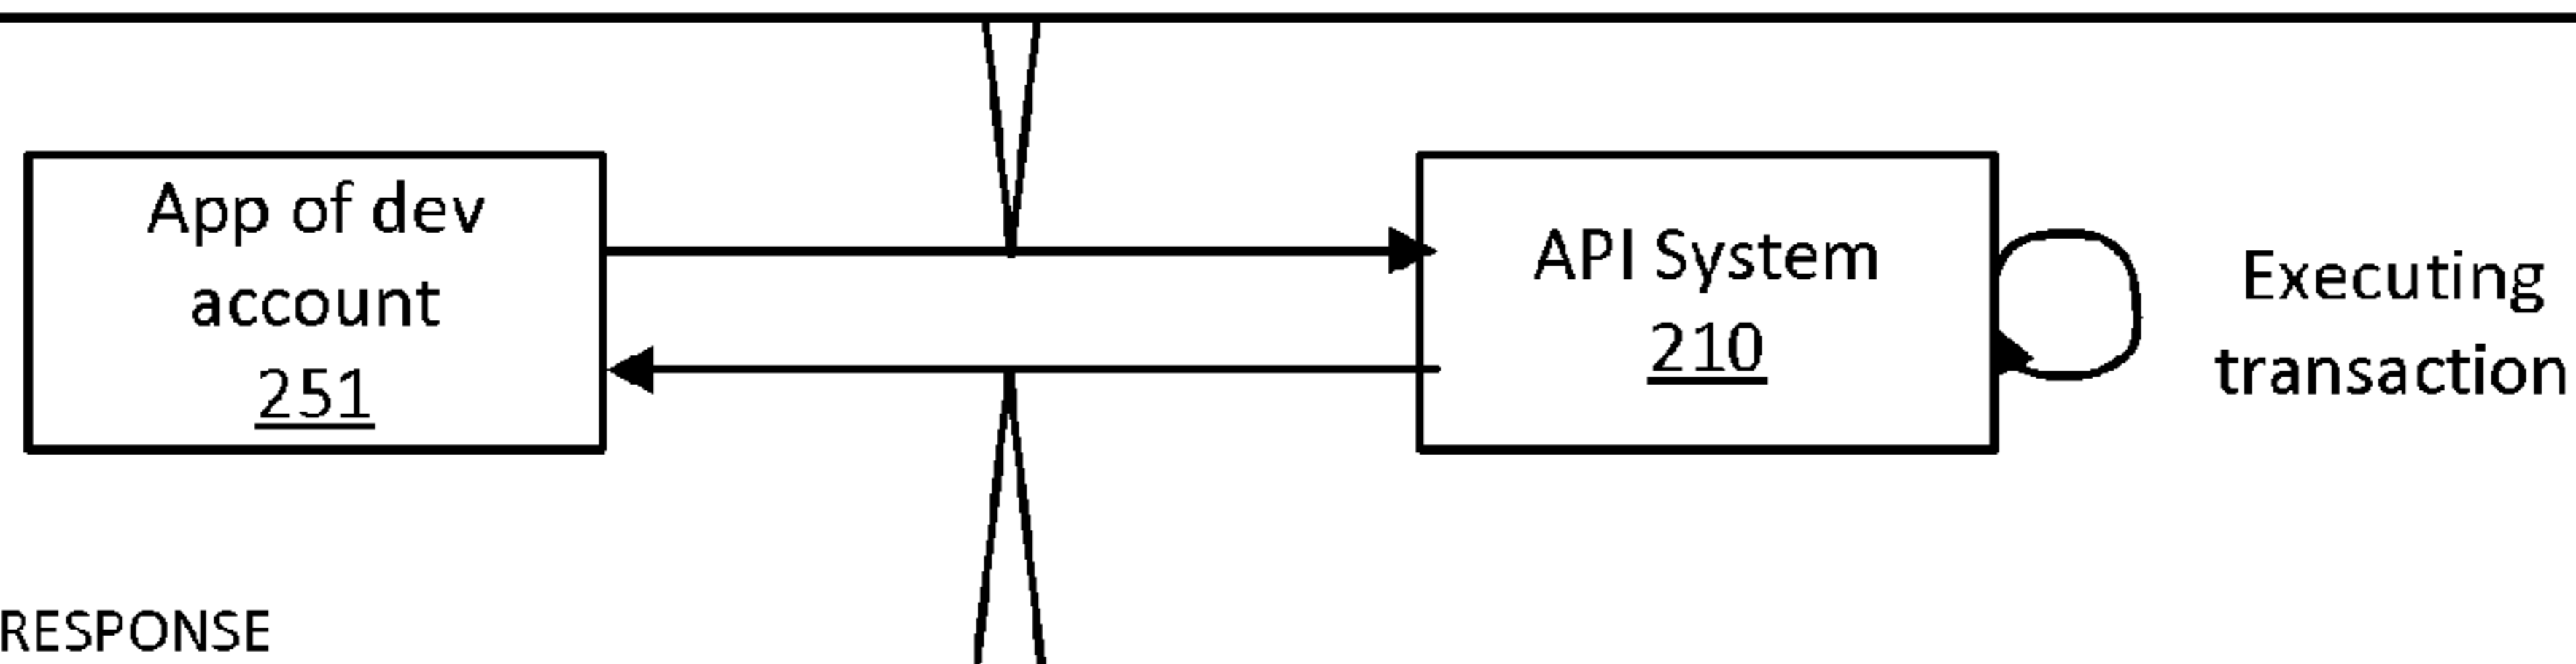 App of dev
account
251
API System
210
Executing
transaction
RESPONSE